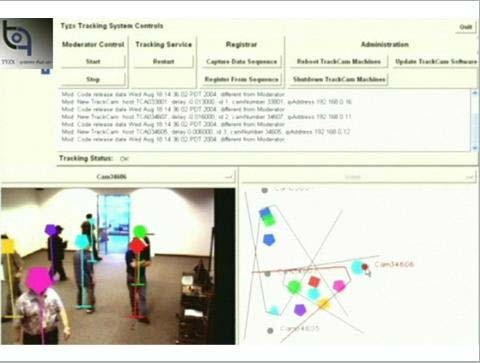 Tyzx Tracking System Controls
Quit
Moderator Control
Tracking Service
Registrar
Administration
Start
Restart
Capture Data Sequence
Reboot TrackCam Machines
Update TrackCam Software
Stop
Register From Sequence
Shutdown TrackCam Machines
Mod: Code release date Wed Aug 18 14:36:02 PDT 2004, different from Moderator
Mod: New TrackCam host TCA033801, delay -0.013000 id 1, camNumber 33801, ipAddress 192.168.0.16
Mod: Code release date Wed Aug 18 14:36:02 PDT 2004, different from Moderator
Mod: New TrackCam host TCA034607, delay -0.016000 id 2, camNumber 34607, ipAddress 192.168.0.11
Mod: Code release date Wed Aug 18 14:36:02 PDT 2004, different from Moderator
Mod: New TrackCam host TCA034605, delay 0.006000 id 3, camNumber 34605, ipAddress 192.168.0.12
Mod: Code release date Wed Aug 18 14:36:02 PDT 2004, different from Moderator
Tracking Status: OK
Cam34606
Cam34606
TYZX